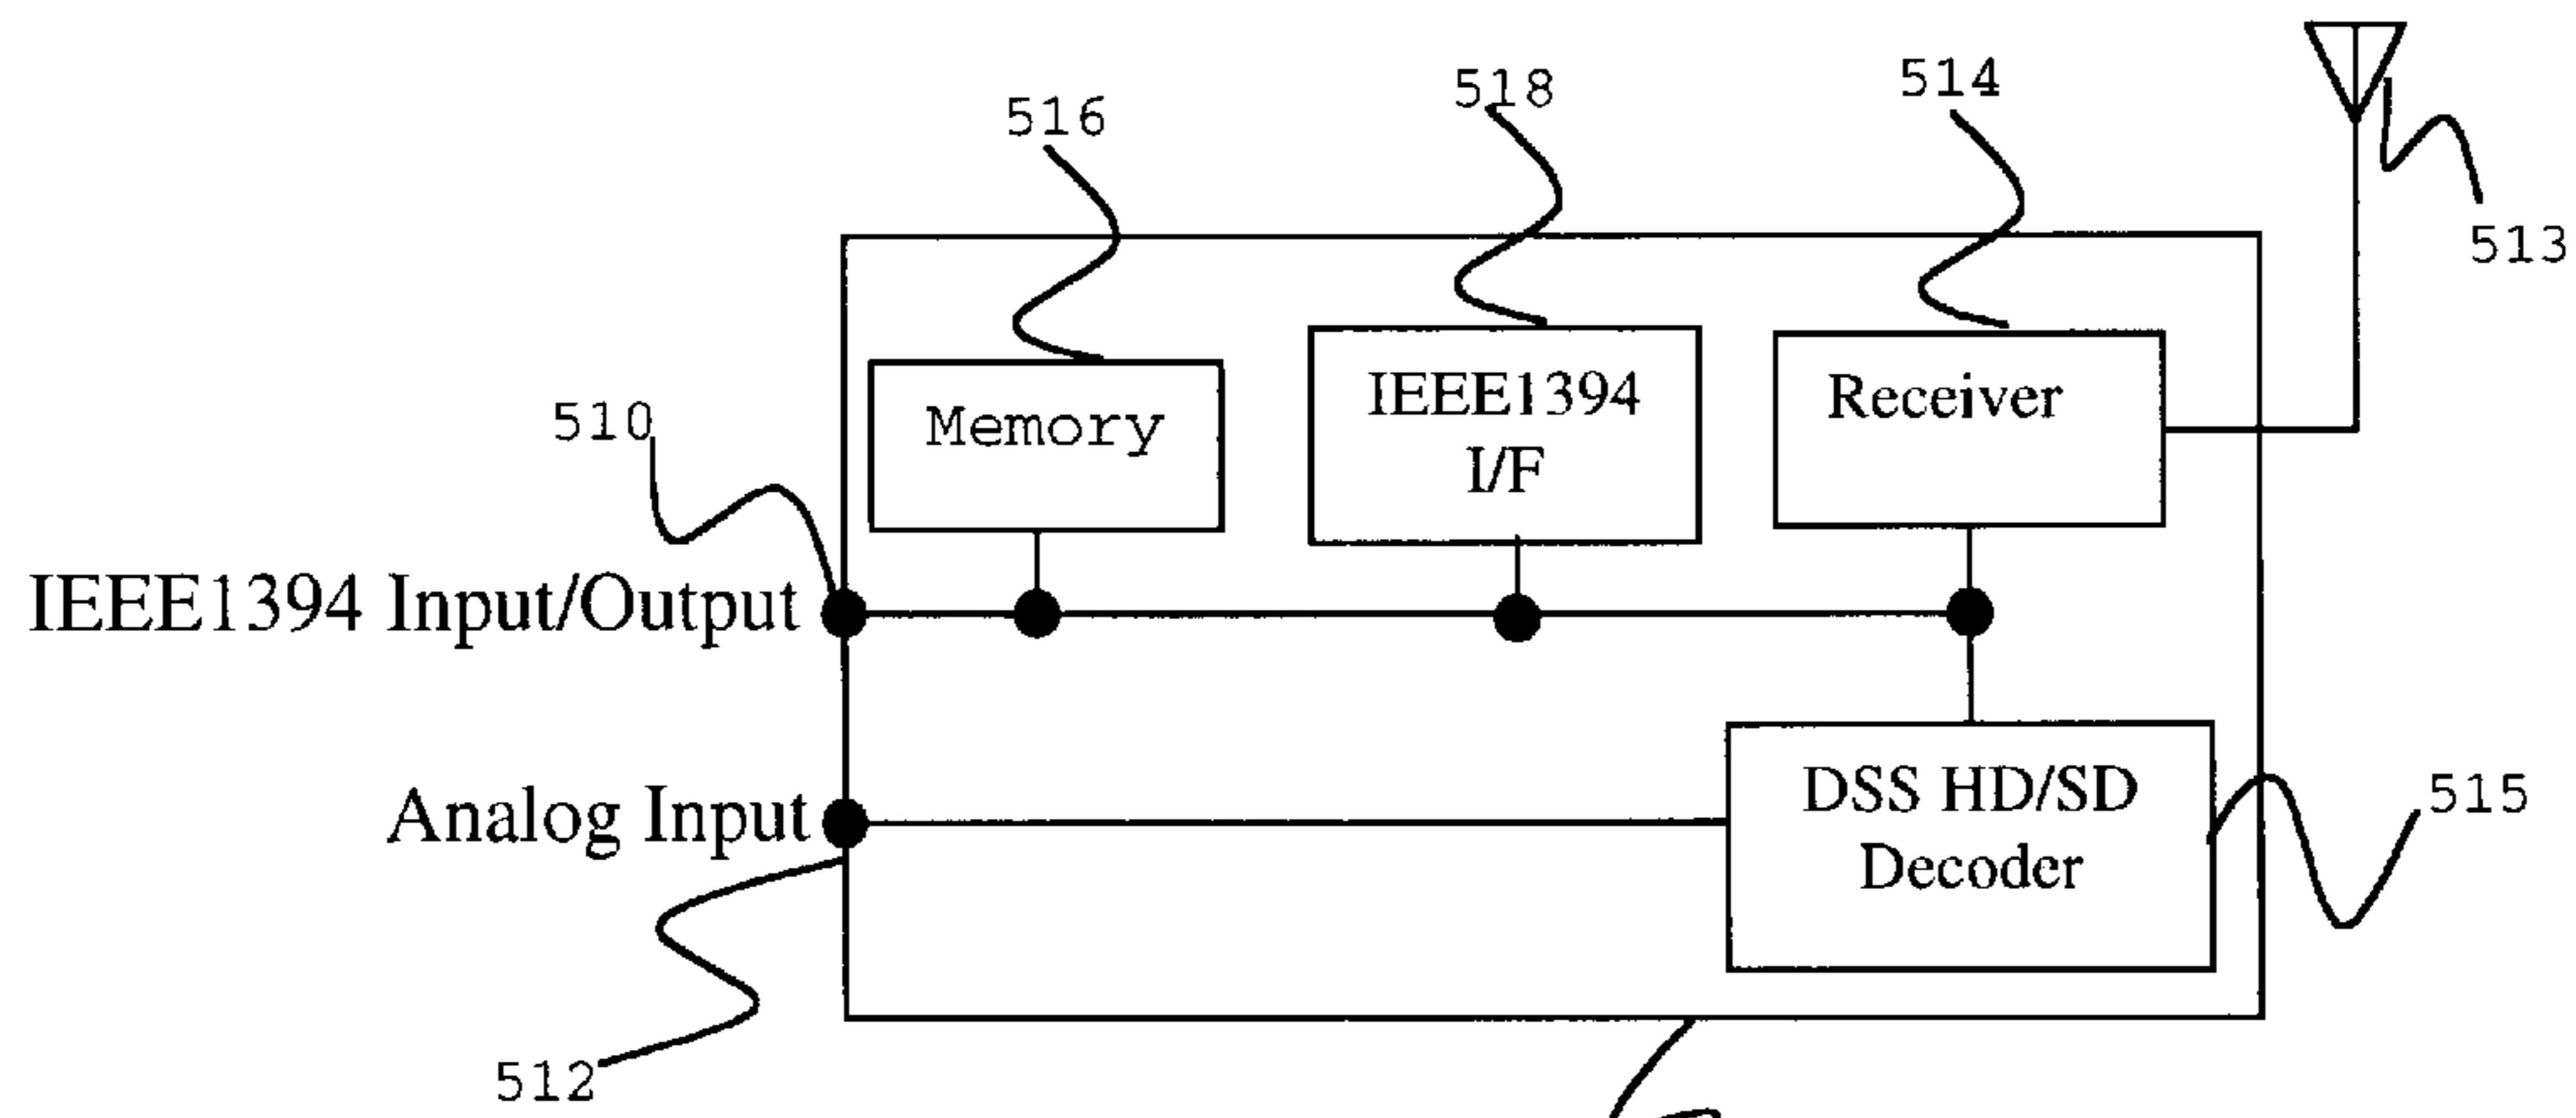 516
518
514
513
510
Memory
IEEE1394
I/F
Receiver
IEEE1394 Input/Output
Analog Input
DSS HD/SD
Decoder
515
512